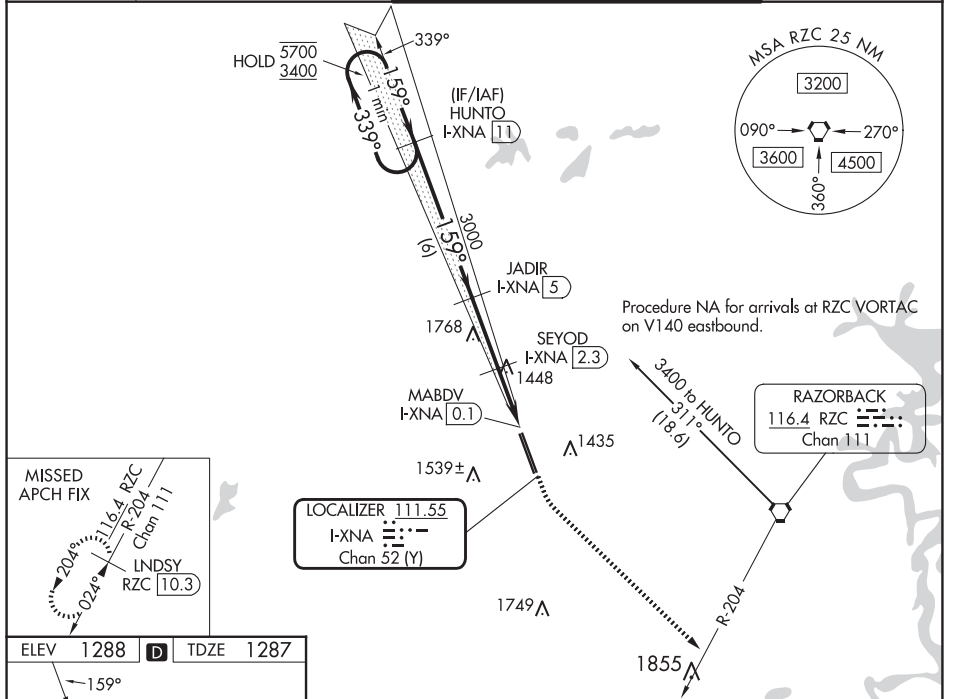 HOLD 5700
3400
339°
159°
1 min
339°
(IF/IAF)
HUNTO
I-XNA 11
MSA RZC 25 NM
3200
090°
270°
3600
4500
360°
3000
159°
(6)
JADIR
I-XNA 5
1768
SEYOD
I-XNA 2.3
1448
MABDV
I-XNA 0.1
Procedure NA for arrivals at RZC VORTAC
on V140 eastbound.
3400 to HUNTO
311°
(18.6)
RAZORBACK
116.4 RZC
Chan 111
1435
1539±
LOCALIZER 111.55
I-XNA
Chan 52 (Y)
MISSED
APCH FIX
116.4 RZC
R-204
Chan 111
204°
024°
LNDSY
RZC 10.3
1749
R-204
1855
ELEV 1288 D TDZE 1287
159°